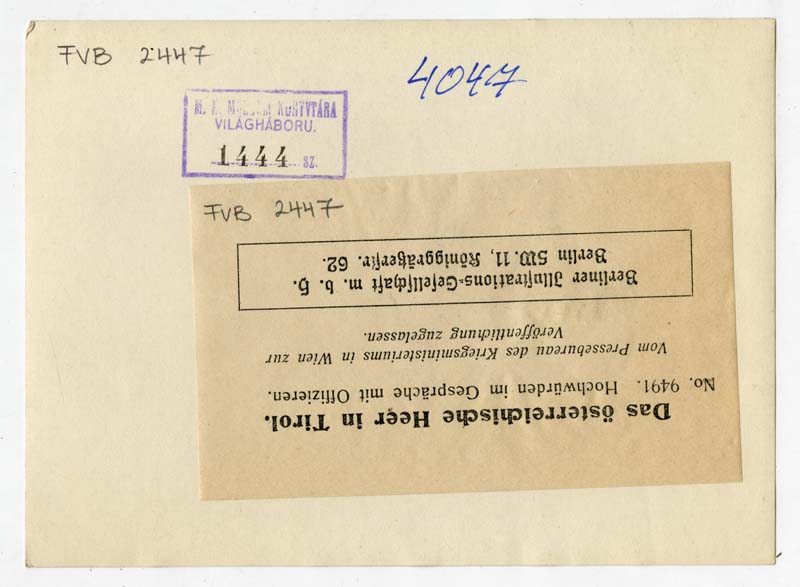 FVB 2447
4047
M. N. MUZEUM KÖNYVTÁRA
VILÁGHÁBORU.
1444 SZ.
FVB 2447
Das österreichische Heer in Tirol.
No. 9491. Hochwürden im Gespräche mit Offizieren.
Vom Pressebureau des Kriegsministeriums in Wien zur
Veröffentlichung zugelassen.
Berliner Illustrations-Gesellschaft m. b. H.
Berlin SW. 11, Königgrätzerstr. 62.